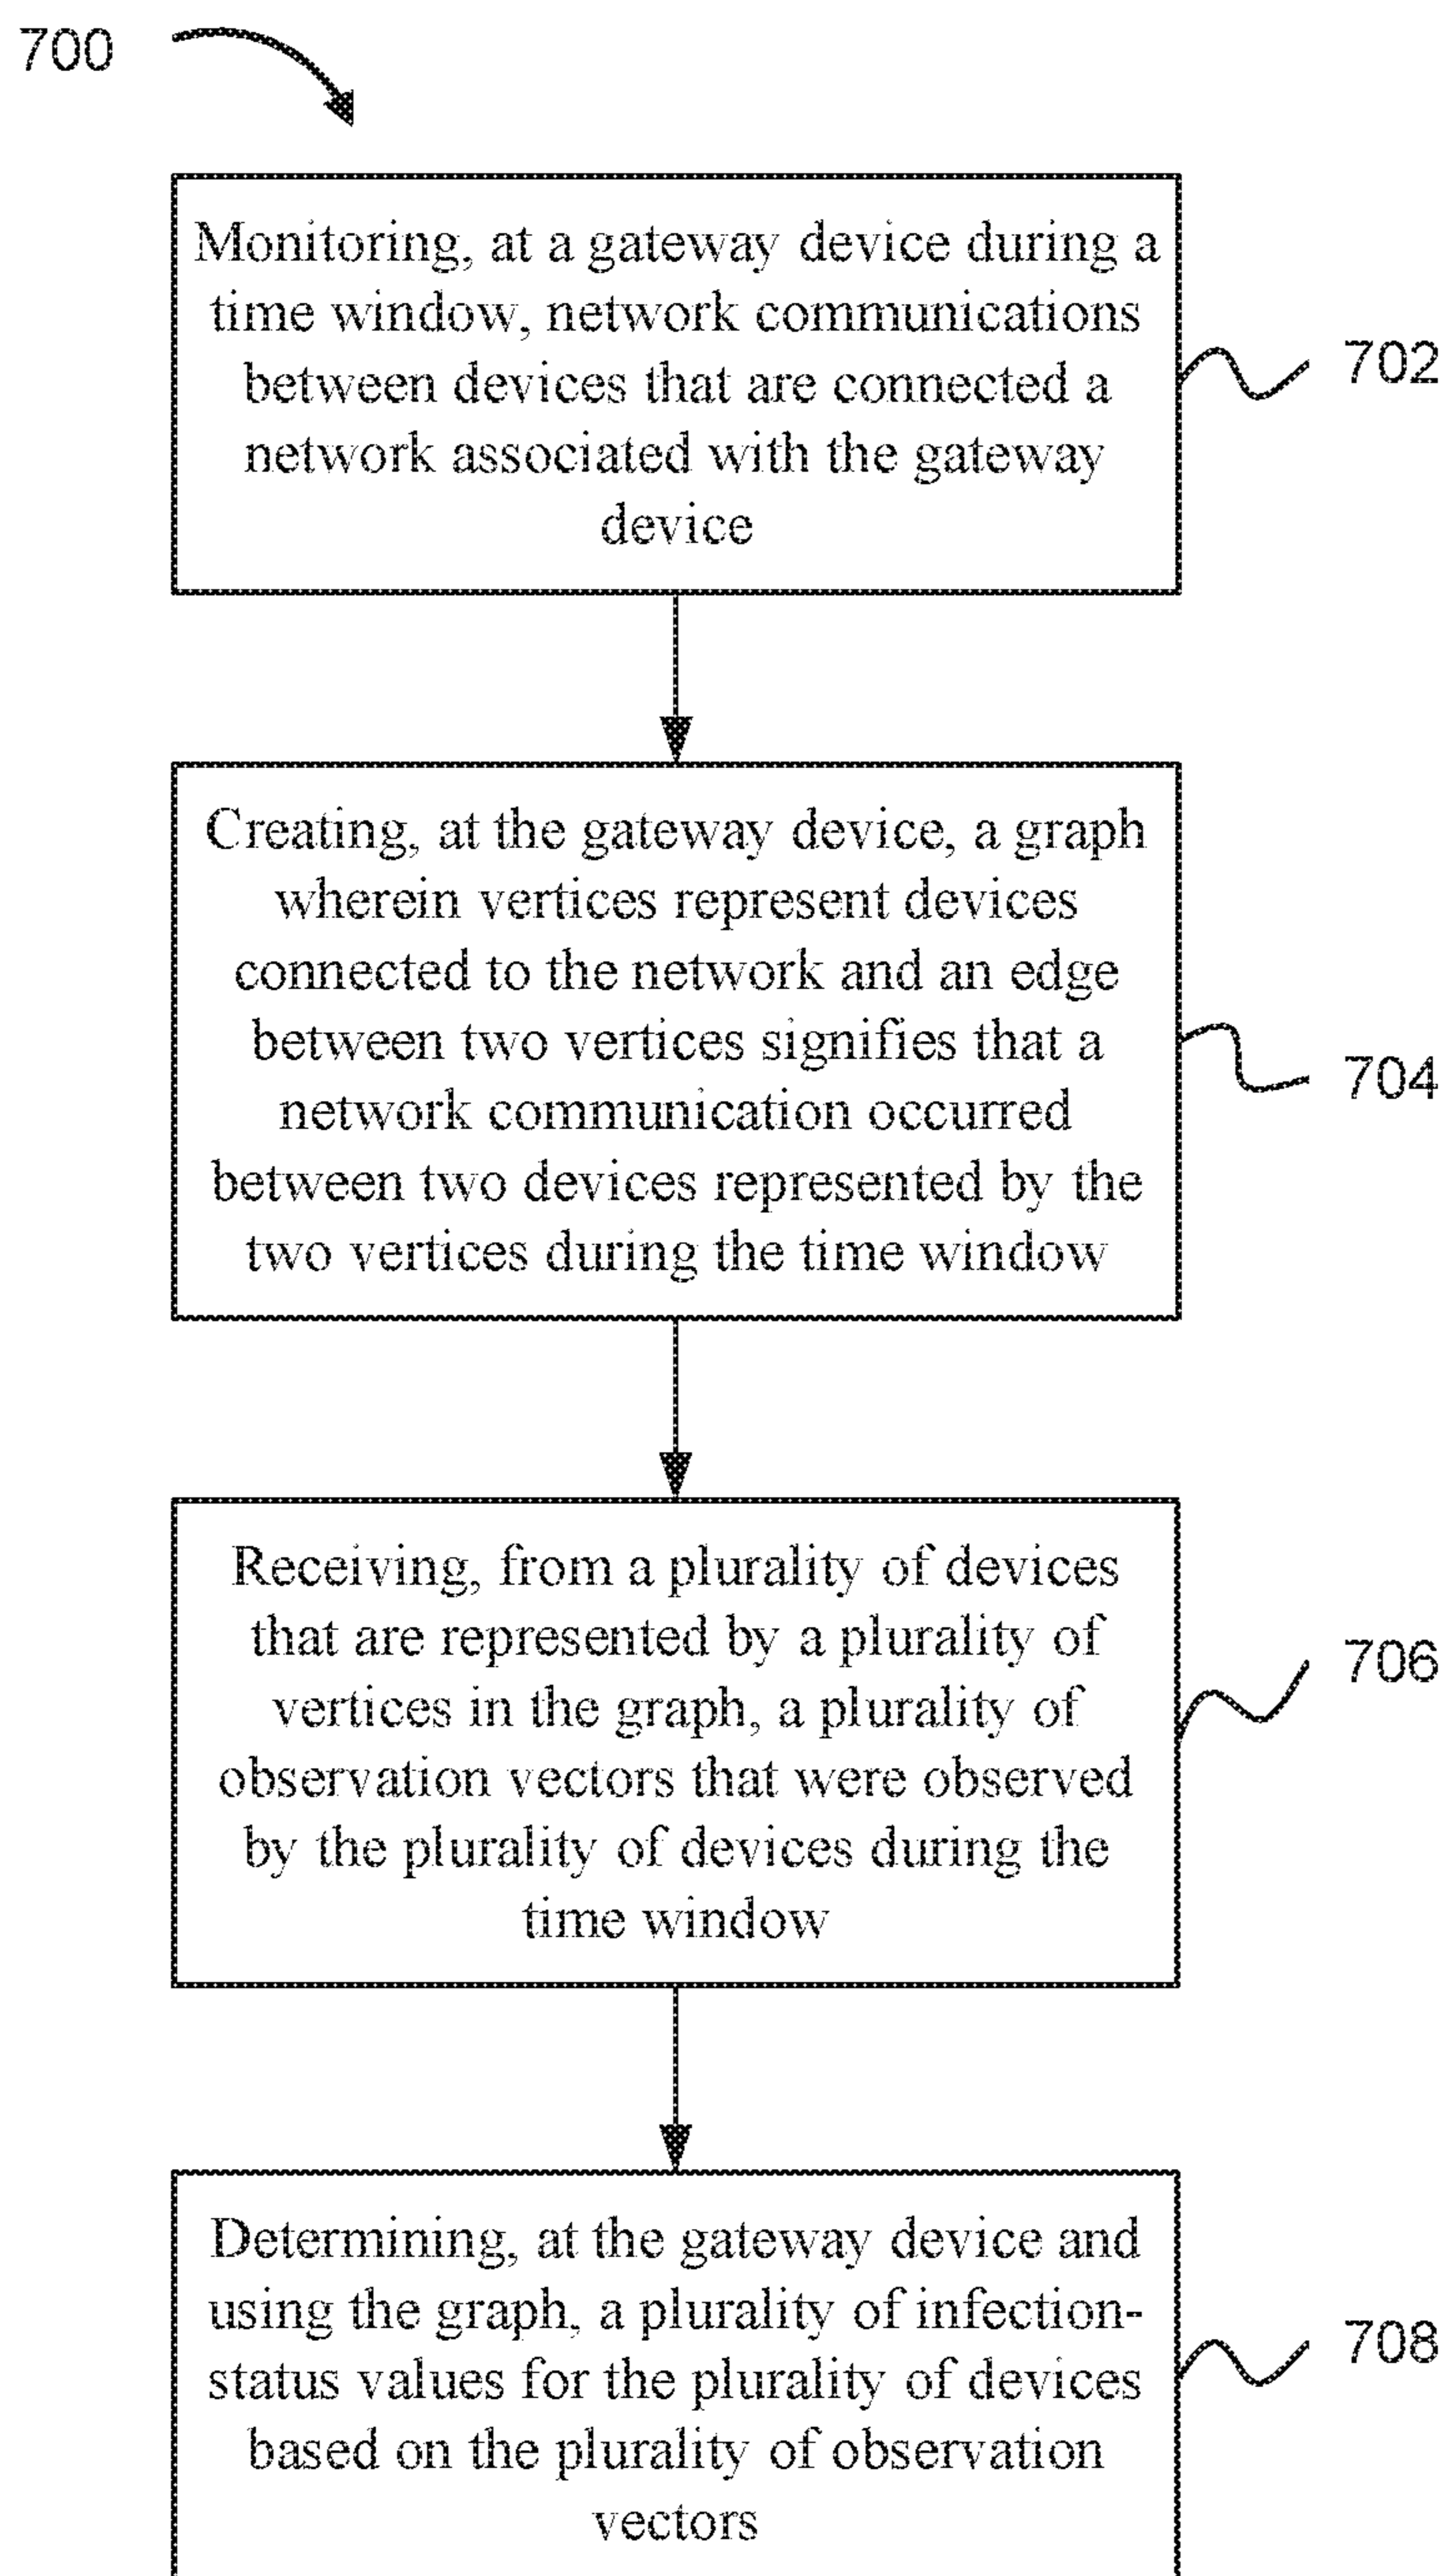 700
Monitoring, at a gateway device during a
time window, network communications
between devices that are connected a
network associated with the gateway
device
702
Creating, at the gateway device, a graph
wherein vertices represent devices
connected to the network and an edge
between two vertices signifies that a
network communication occurred
between two devices represented by the
two vertices during the time window
704
Receiving, from a plurality of devices
that are represented by a plurality of
vertices in the graph, a plurality of
observation vectors that were observed
by the plurality of devices during the
time window
706
Determining, at the gateway device and
using the graph, a plurality of infection-
status values for the plurality of devices
based on the plurality of observation
vectors
708